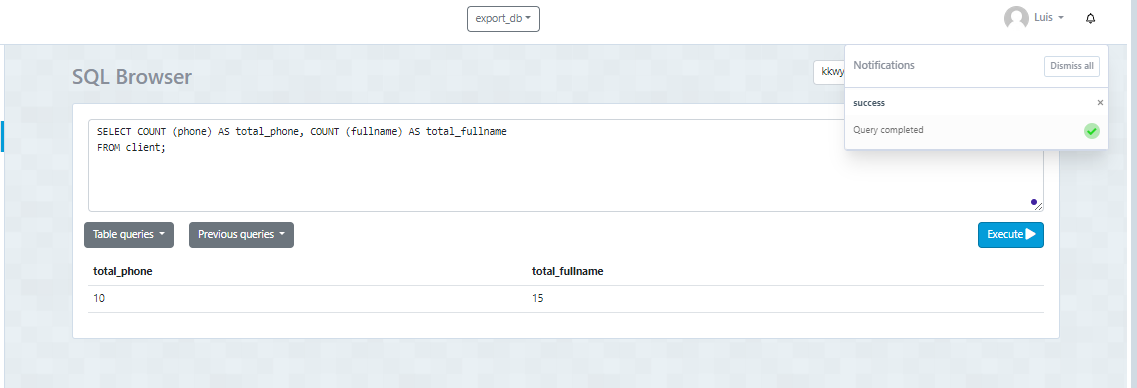 export_db
Luis
SQL Browser
kkwy
Notifications
Dismiss all
success
×
Query completed
SELECT COUNT (phone) AS total_phone, COUNT (fullname) AS total_fullname
FROM client;
Table queries
Previous queries
Execute
total_phone total_fullname
10 15